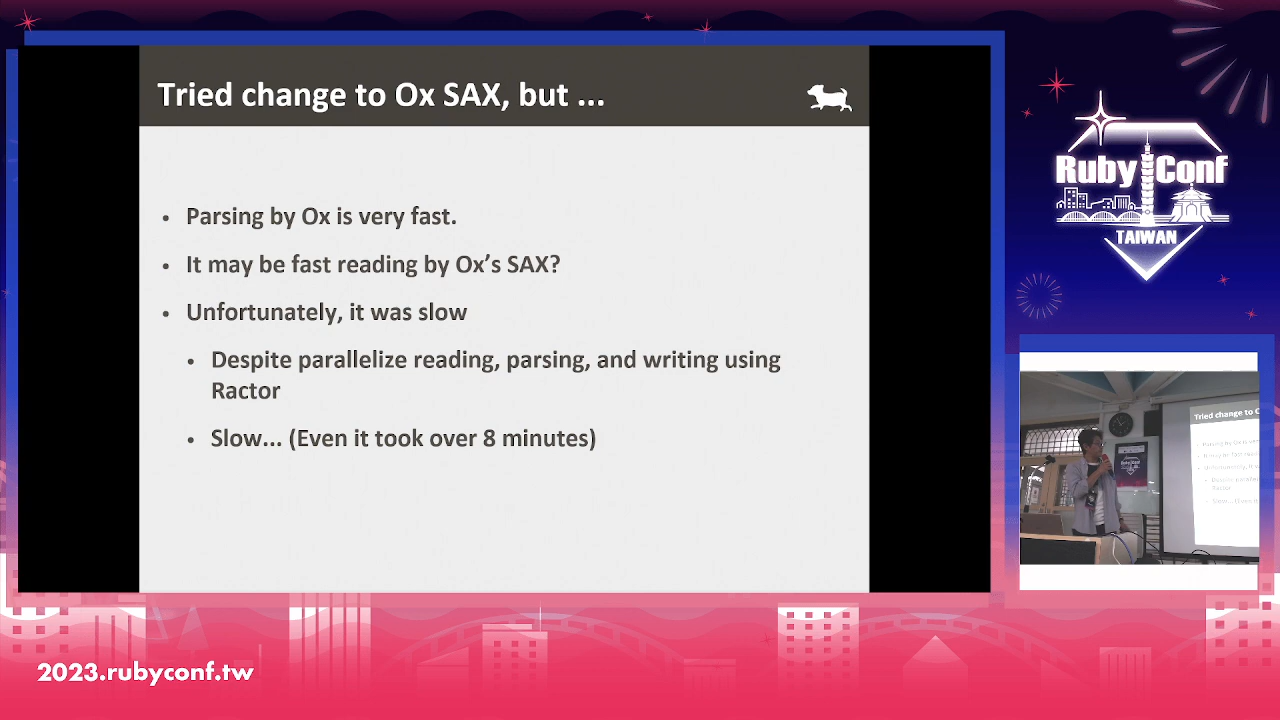 Tried change to Ox SAX, but ...
• Parsing by Ox is very fast.
• It may be fast reading by Ox’s SAX?
• Unfortunately, it was slow
• Despite parallelize reading, parsing, and writing using
Ractor
• Slow... (Even it took over 8 minutes)
RubyConf
TAIWAN
Tried change to O
2023.rubyconf.tw